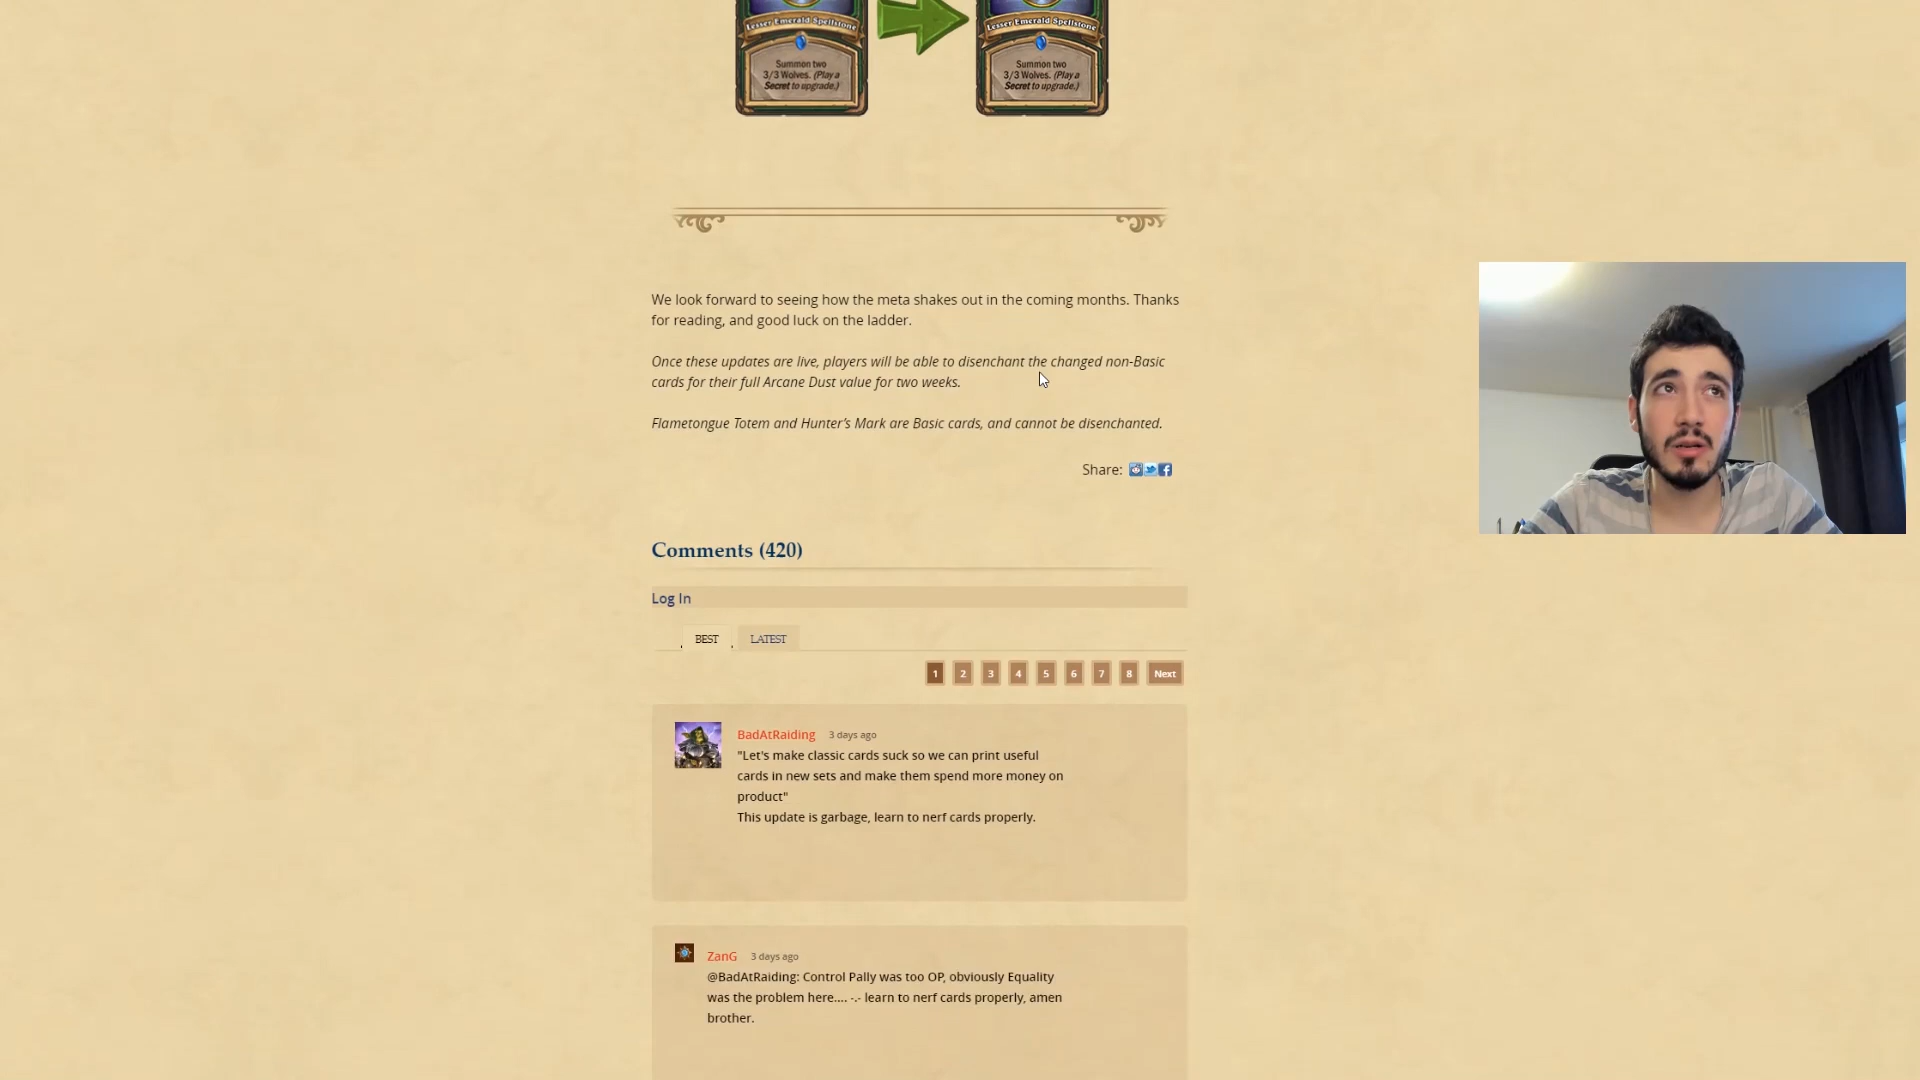 Lesser Emerald Spellstone
Summon two
3/3 Wolves. (Play a
Secret to upgrade.)
Lesser Emerald Spellstone
Summon two
3/3 Wolves. (Play a
Secret to upgrade.)
We look forward to seeing how the meta shakes out in the coming months. Thanks
for reading, and good luck on the ladder.
Once these updates are live, players will be able to disenchant the changed non-Basic
cards for their full Arcane Dust value for two weeks.
Flametongue Totem and Hunter’s Mark are Basic cards, and cannot be disenchanted.
Share:
Comments (420)
Log In
BEST LATEST
1 2 3 4 5 6 7 8 Next
BadAtRaiding 3 days ago
"Let's make classic cards suck so we can print useful
cards in new sets and make them spend more money on
product"
This update is garbage, learn to nerf cards properly.
ZanG 3 days ago
@BadAtRaiding: Control Pally was too OP, obviously Equality
was the problem here.... -.- learn to nerf cards properly, amen
brother.